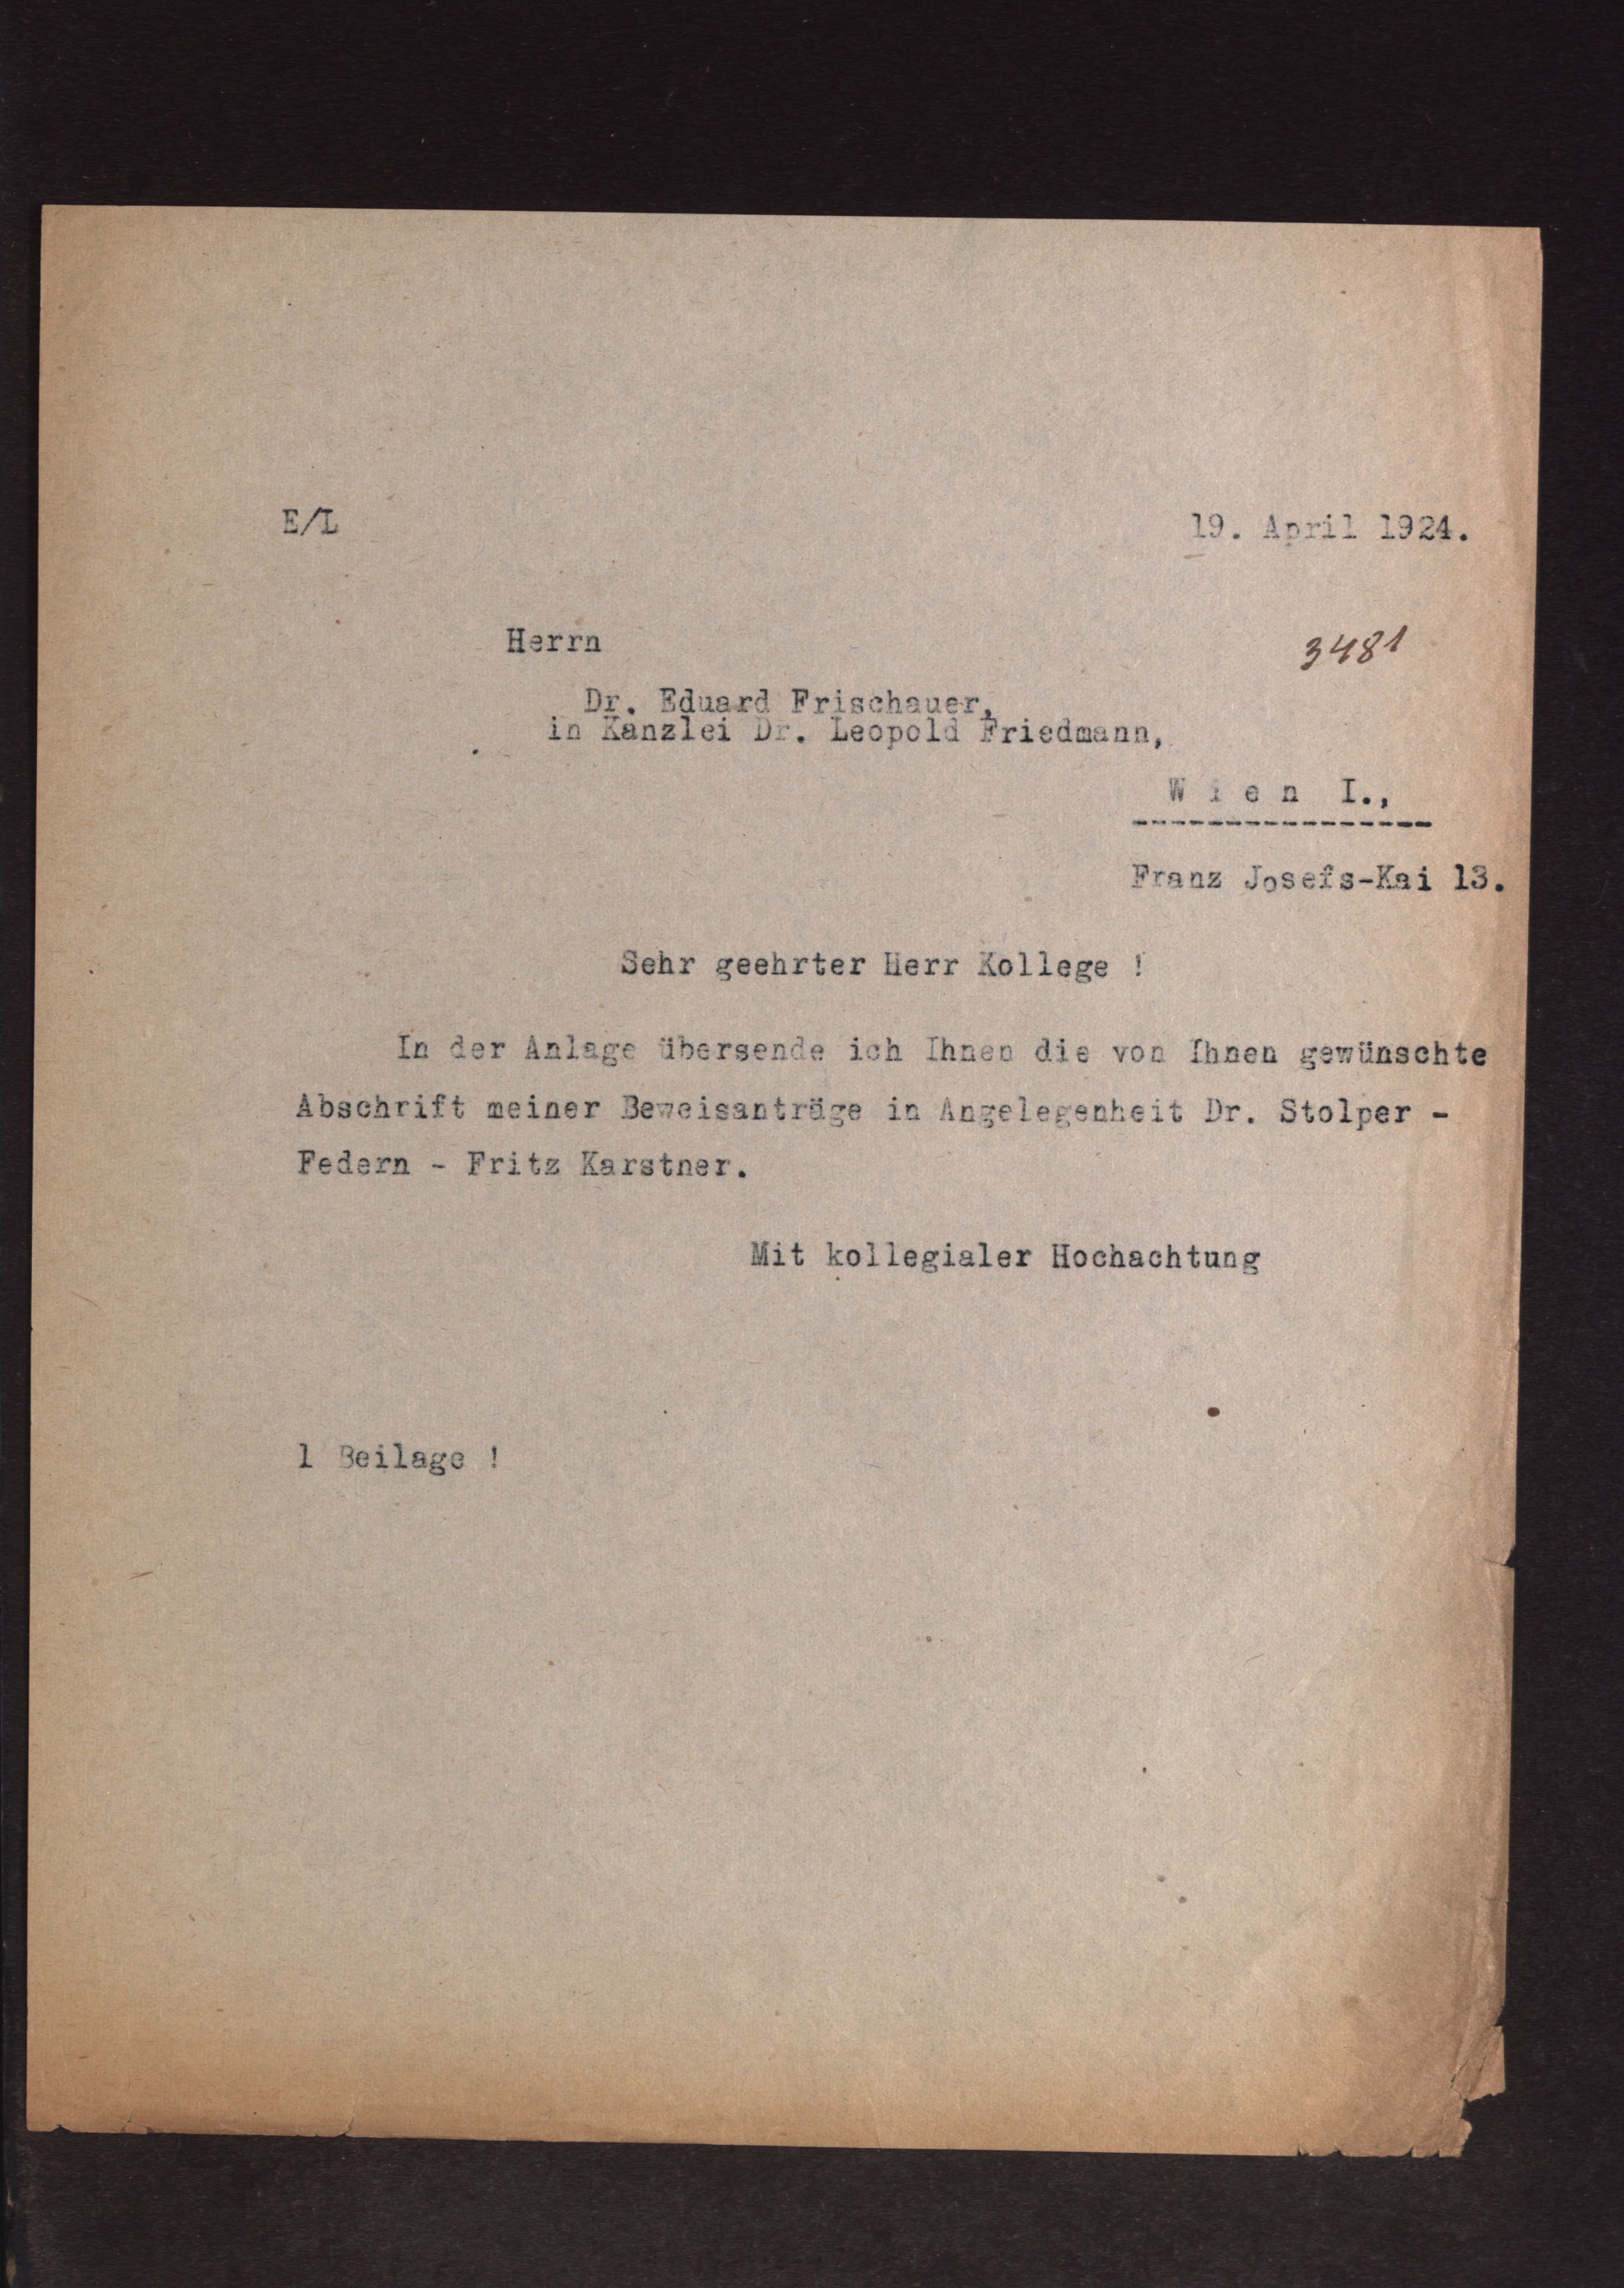 E/L
19. April 1924.
Herrn
3481
Dr. Eduard Frischauer,
in Kanzlei Dr. Leopold Friedmann,
W i e n I.,
Franz Josefs-Kai 13.
Sehr geehrter Herr Kollege !
In der Anlage übersende ich Ihnen die von Ihnen gewünschte
Abschrift meiner Beweisanträge in Angelegenheit Dr. Stolper -
Federn - Fritz Karstner.
Mit kollegialer Hochachtung
1 Beilage !